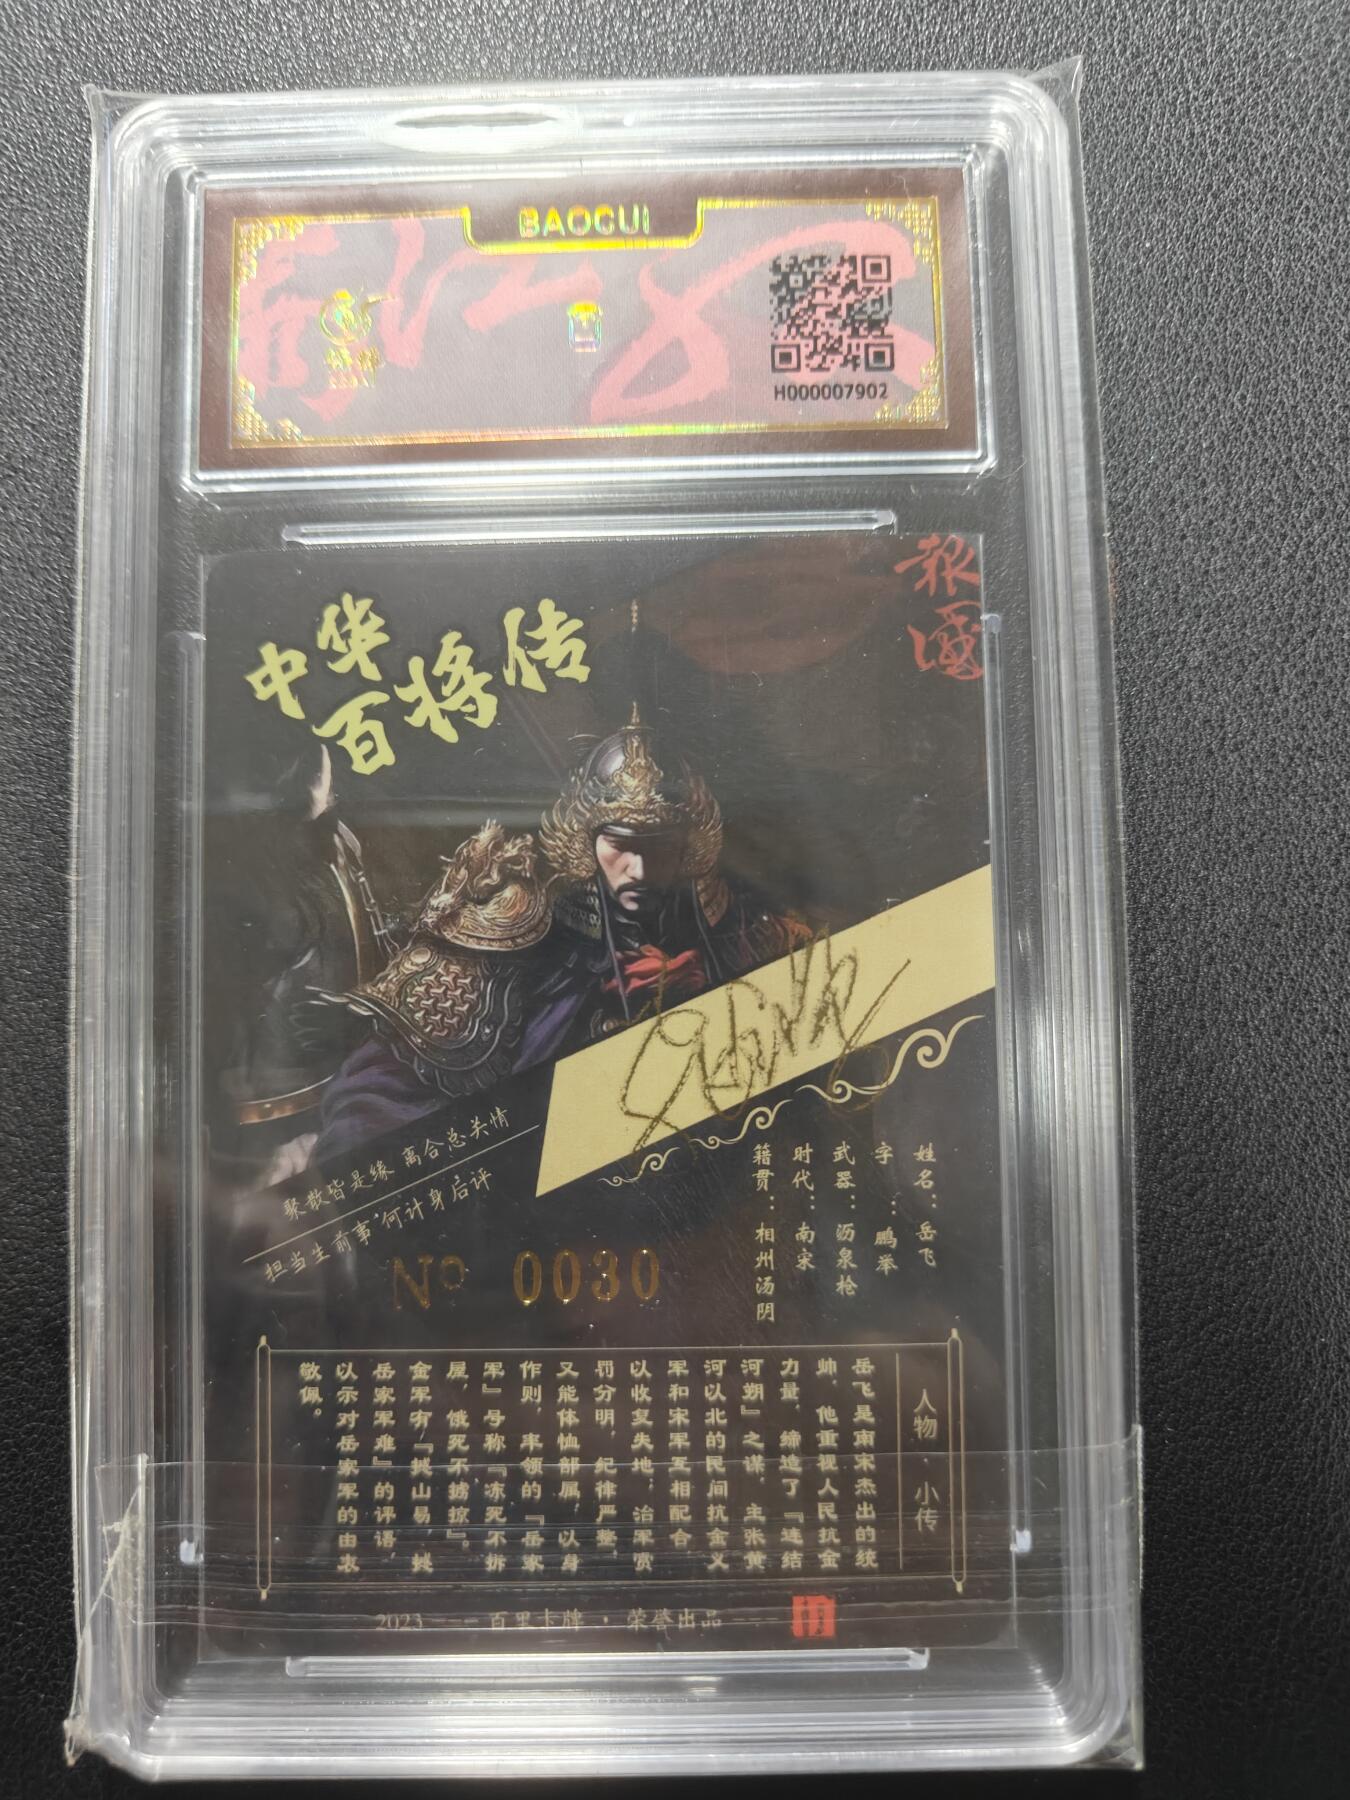 BAOGUI
H000007902
報國
中华
百将传
聚散皆是缘 离合总关情
担当生前事 何计身后评
姓名：岳飞
字：鹏举
武器：沥泉枪
时代：南宋
籍贯：相州汤阴
Nº 0030
人物·小传
岳飞是南宋杰出的统
帅，他重视人民抗金
力量，缔造了『连结
河朔』之谋，主张黄
河以北的民间抗金义
军和宋军互相配合，
以收复失地，治军赏
罚分明，纪律严整，
又能体恤部属，以身
作则，率领的『岳家
军』号称『冻死不拆
屋，饿死不掳掠』。
金军有『撼山易，撼
岳家军难』的评语，
以示对岳家军的由衷
敬佩。
2023 --- 百里卡牌 · 荣誉出品 ---